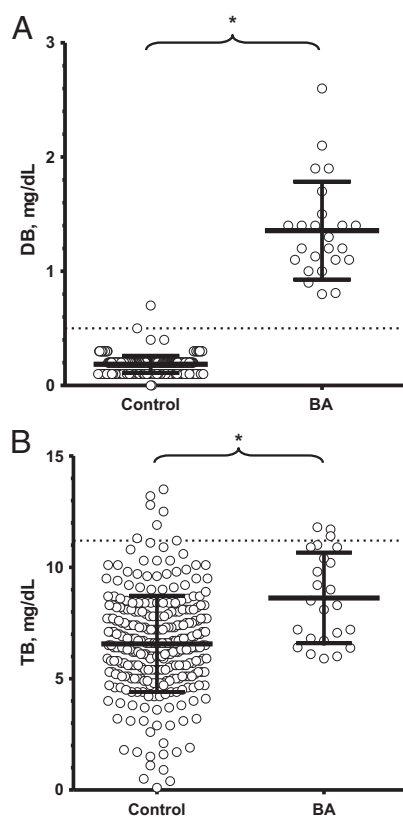 A
*
3
2
1
0
DB, mg/dL
Control
BA
B
*
15
10
5
0
TB, mg/dL
Control
BA